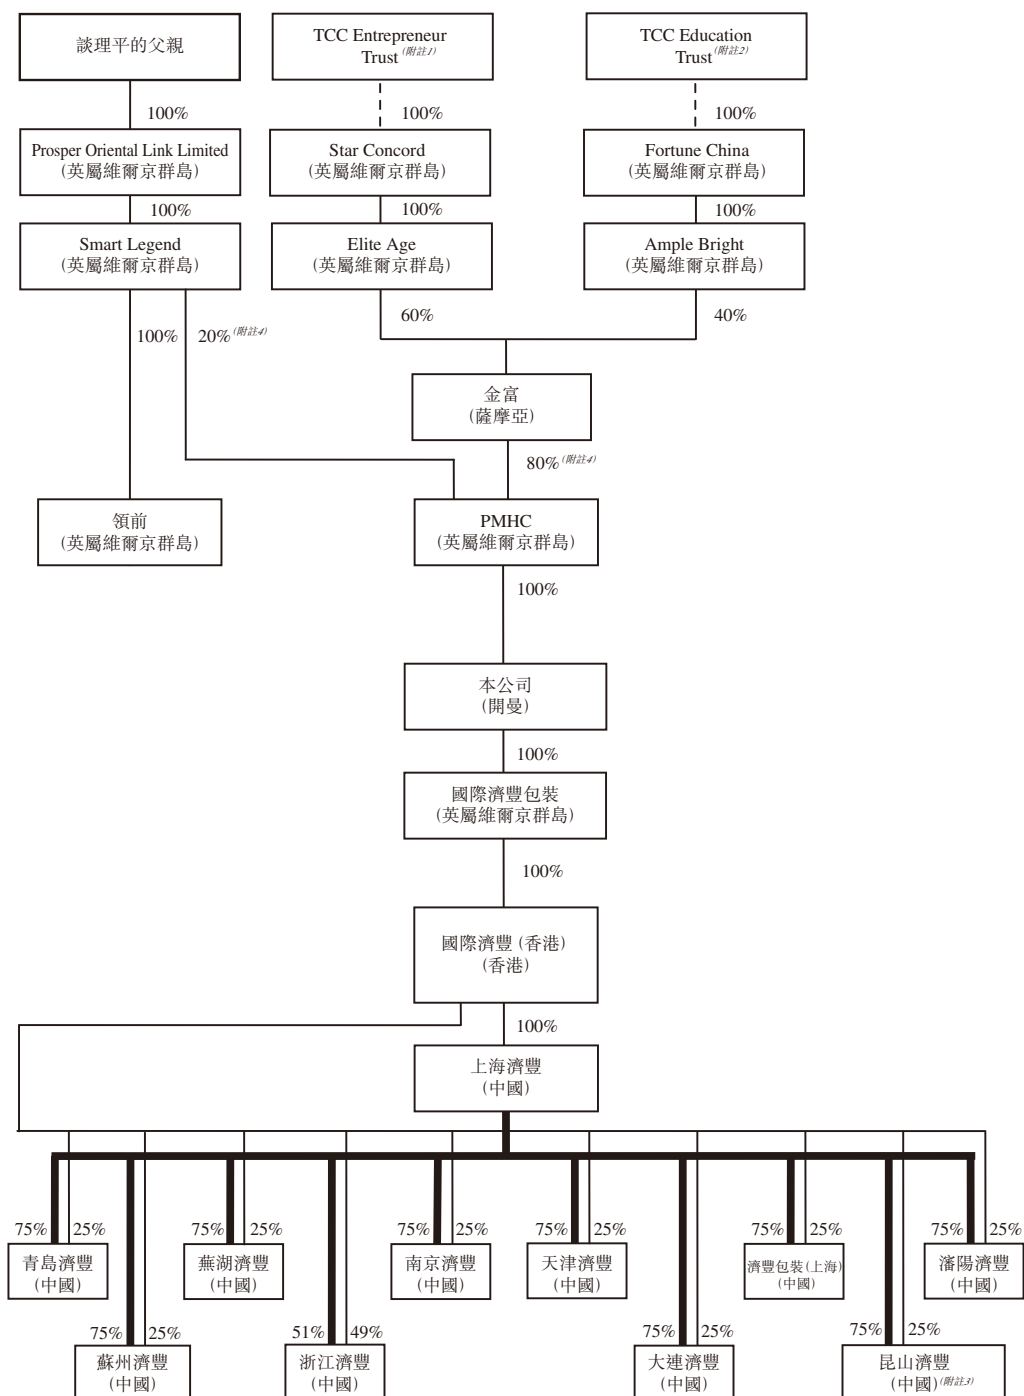 談理平的父親
TCC Entrepreneur
Trust(附註1)
TCC Education
Trust(附註2)
100%
100%
100%
Prosper Oriental Link Limited
(英屬維爾京群島)
Star Concord
(英屬維爾京群島)
Fortune China
(英屬維爾京群島)
100%
100%
100%
Smart Legend
(英屬維爾京群島)
Elite Age
(英屬維爾京群島)
Ample Bright
(英屬維爾京群島)
60%
40%
100%
20%(附註4)
金富
(薩摩亞)
80%(附註4)
領前
(英屬維爾京群島)
PMHC
(英屬維爾京群島)
100%
本公司
(開曼)
100%
國際濟豐包裝
(英屬維爾京群島)
100%
國際濟豐(香港)
(香港)
100%
上海濟豐
(中國)
75%
25%
75%
25%
75%
25%
75%
25%
75%
25%
75%
25%
青島濟豐
(中國)
蕪湖濟豐
(中國)
南京濟豐
(中國)
天津濟豐
(中國)
濟豐包裝(上海)
(中國)
瀋陽濟豐
(中國)
75%
25%
51%
49%
75%
25%
75%
25%
蘇州濟豐
(中國)
浙江濟豐
(中國)
大連濟豐
(中國)
昆山濟豐
(中國)(附註3)